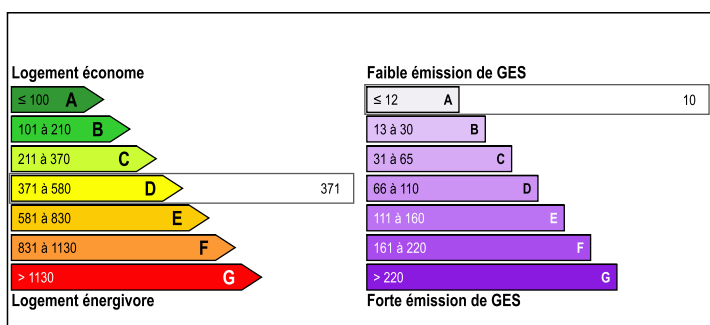 Logement économe
≤ 100 A
101 à 210 B
211 à 370 C
371 à 580 D 371
581 à 830 E
831 à 1130 F
> 1130 G
Logement énergivore
Faible émission de GES
≤ 12 A 10
13 à 30 B
31 à 65 C
66 à 110 D
111 à 160 E
161 à 220 F
> 220 G
Forte émission de GES